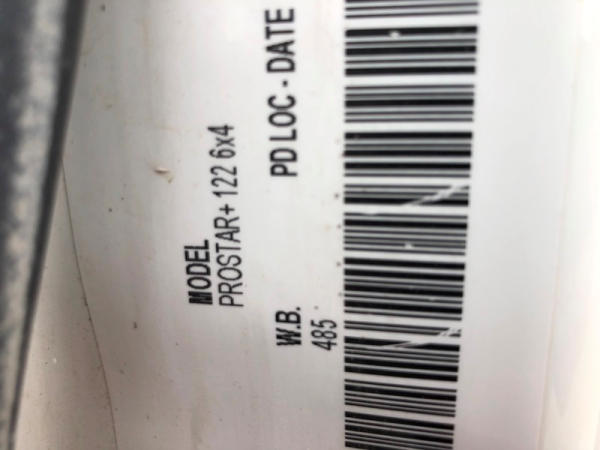 MODEL
PROSTAR+ 122 6x4
W.B.
485
PD LOC - DATE